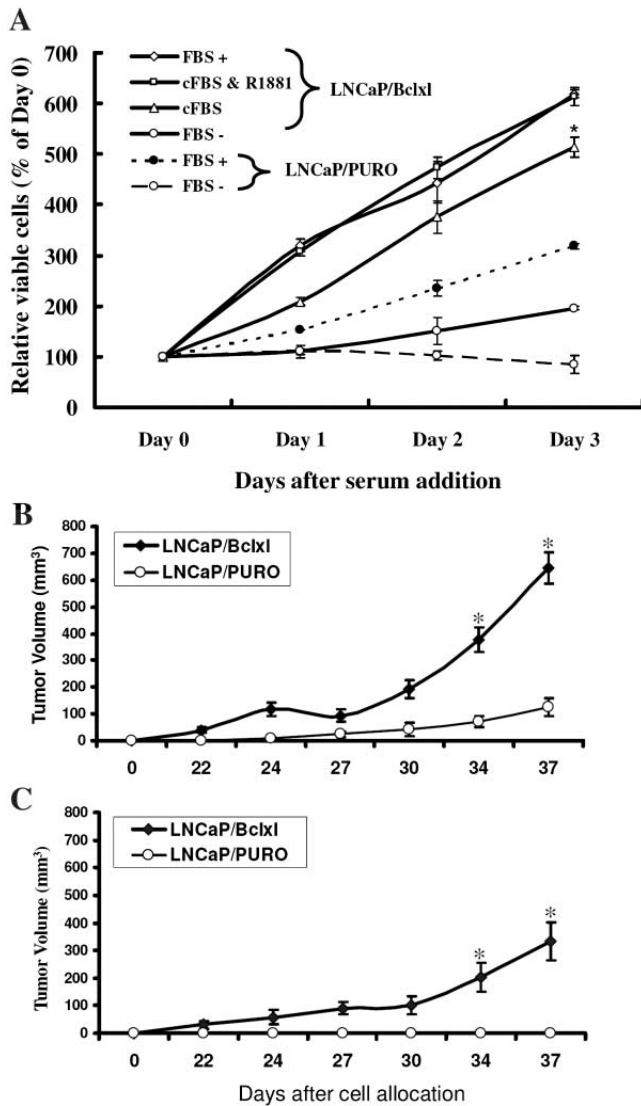 A
FBS +
cFBS & R1881
cFBS
FBS -
LNCaP/Bclxl
FBS +
FBS -
LNCaP/PURO
Relative viable cells (% of Day 0)
700
600
500
400
300
200
100
0
*
Day 0 Day 1 Day 2 Day 3
Days after serum addition
B
LNCaP/Bclxl
LNCaP/PURO
Tumor Volume (mm³)
800
700
600
500
400
300
200
100
0
* *
0 22 24 27 30 34 37
C
LNCaP/Bclxl
LNCaP/PURO
Tumor Volume (mm³)
800
700
600
500
400
300
200
100
0
* *
0 22 24 27 30 34 37
Days after cell allocation